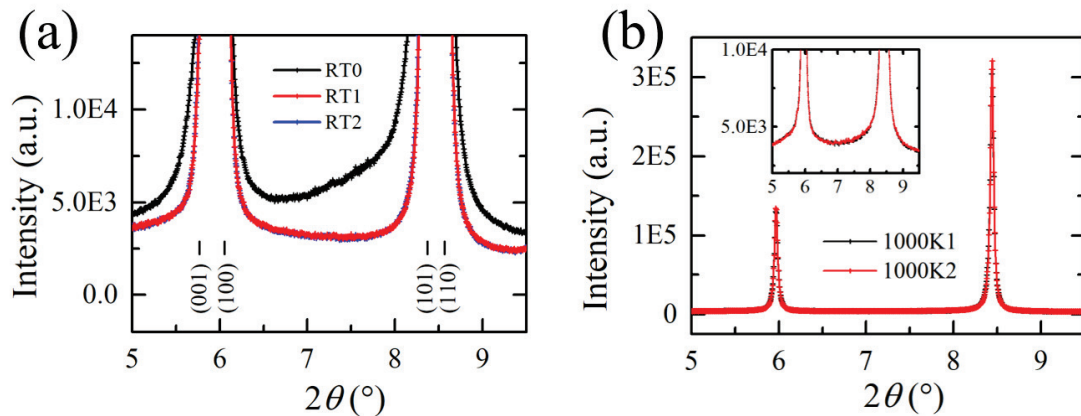 (a)
Intensity (a.u.)
1.0E4
5.0E3
0.0
RT0
RT1
RT2
(001)
(100)
(101)
(110)
5 6 7 8 9
2θ (°)
(b)
Intensity (a.u.)
3E5
2E5
1E5
0
1.0E4
5.0E3
5 6 7 8 9
1000K1
1000K2
5 6 7 8 9
2θ (°)